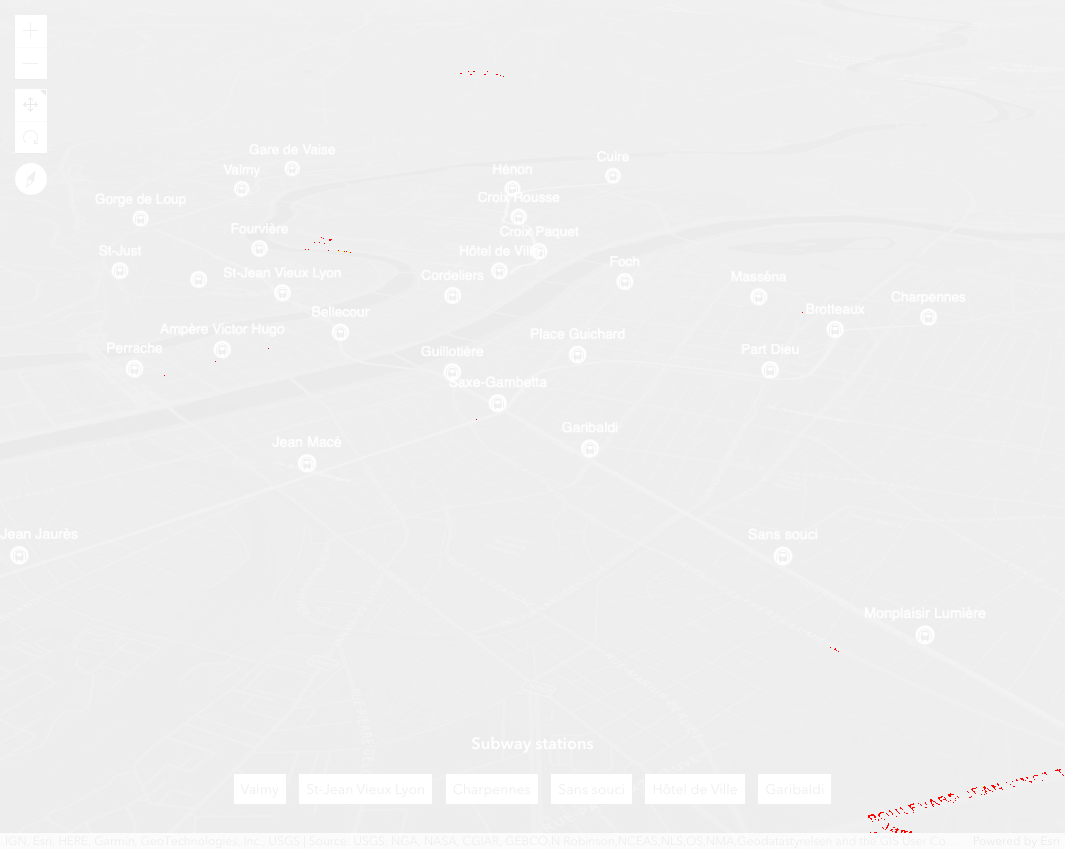 Gare de Vaise
Cuire
Valmy
Hénon
Gorge de Loup
Croix Rousse
Fourvière
Croix Paquet
St-Just
Hôtel de Ville
Foch
St-Jean Vieux Lyon
Cordeliers
Masséna
Charpennes
Bellecour
Brotteaux
Ampère Victor Hugo
Place Guichard
Perrache
Guillotière
Part Dieu
Saxe-Gambetta
Garibaldi
Jean Macé
Jean Jaurès
Sans souci
Monplaisir Lumière
Subway stations
Valmy
St-Jean Vieux Lyon
Charpennes
Sans souci
Hôtel de Ville
Garibaldi
BOULEVARD JEAN
IGN, Esri, HERE, Garmin, GeoTechnologies, Inc., USGS | Source: USGS, NGA, NASA, CGIAR, GEBCO,N Robinson,NCEAS,NLS,OS,NMA,Geodatastyrelsen and the GIS User Co...
Powered by Esri